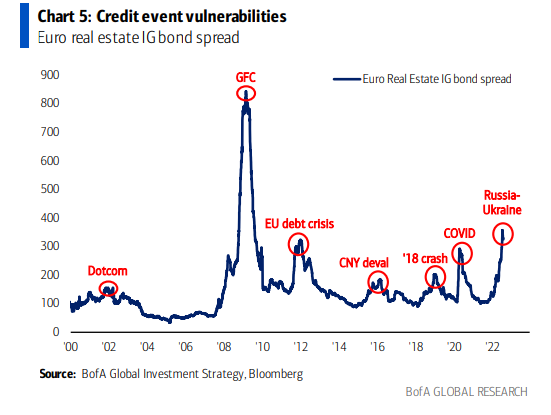 Chart 5: Credit event vulnerabilities
Euro real estate IG bond spread
900
800
700
600
500
400
300
200
100
0
GFC
Euro Real Estate IG bond spread
Dotcom
EU debt crisis
CNY deval
'18 crash
COVID
Russia-
Ukraine
'00 '02 '04 '06 '08 '10 '12 '14 '16 '18 '20 '22
Source: BofA Global Investment Strategy, Bloomberg
BofA GLOBAL RESEARCH